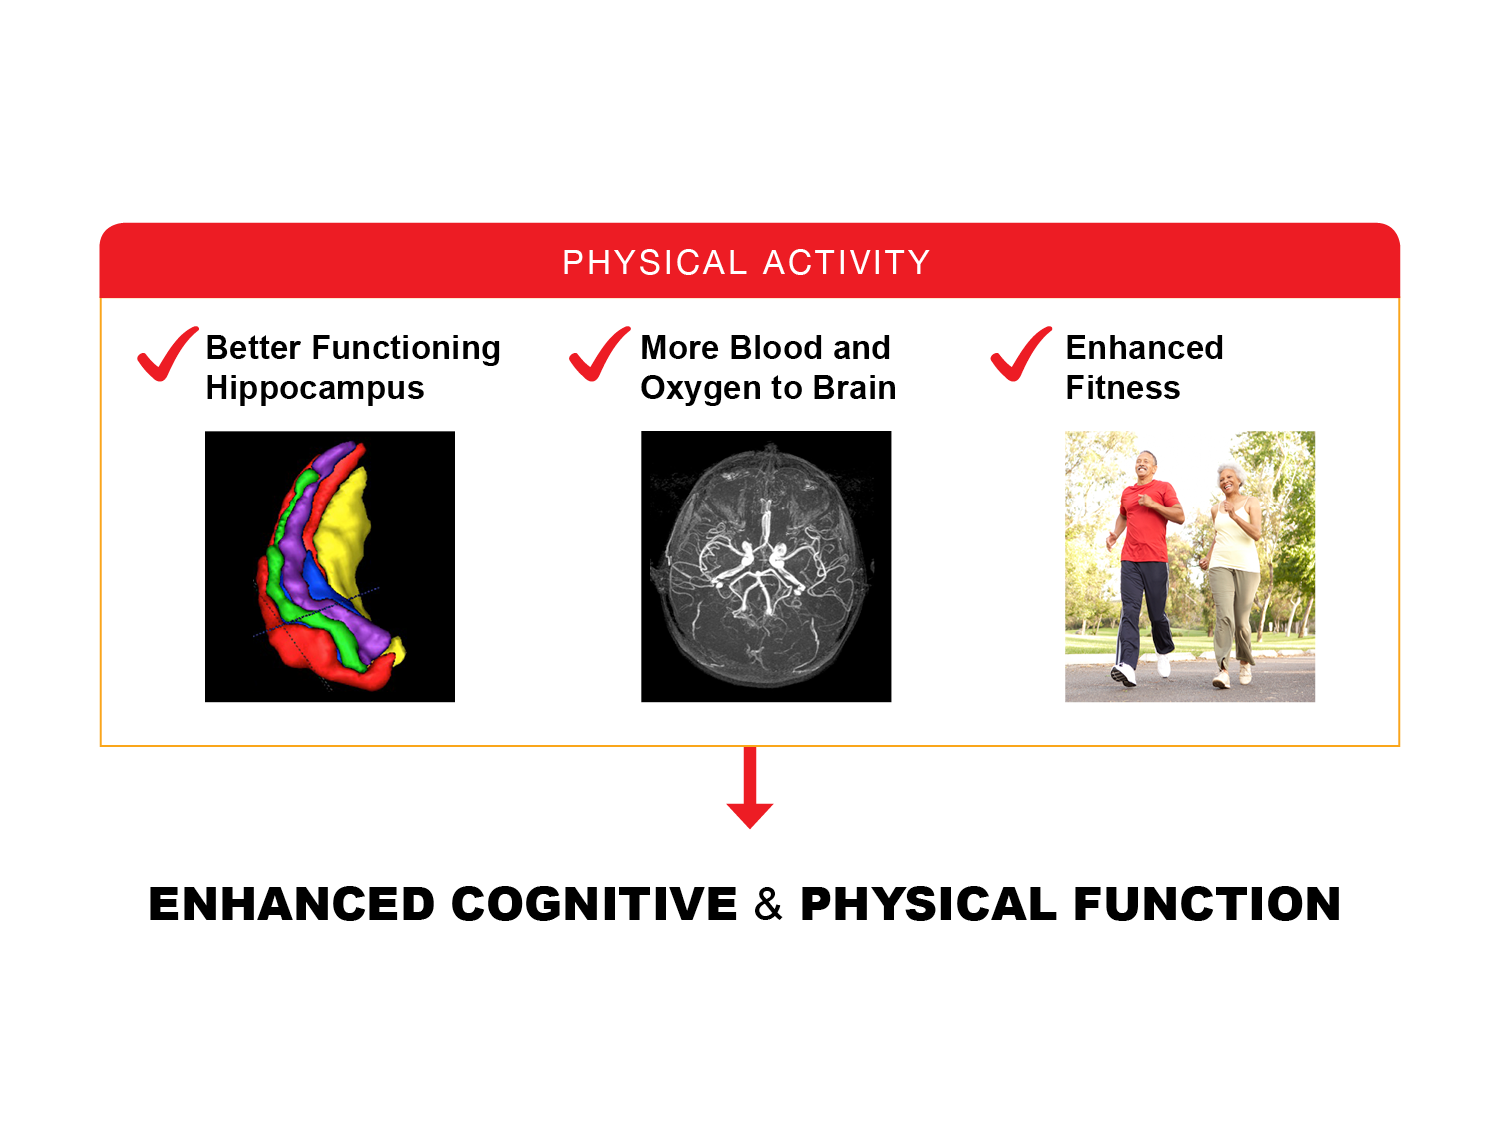 PHYSICAL ACTIVITY
Better Functioning
Hippocampus
More Blood and
Oxygen to Brain
Enhanced
Fitness
ENHANCED COGNITIVE & PHYSICAL FUNCTION